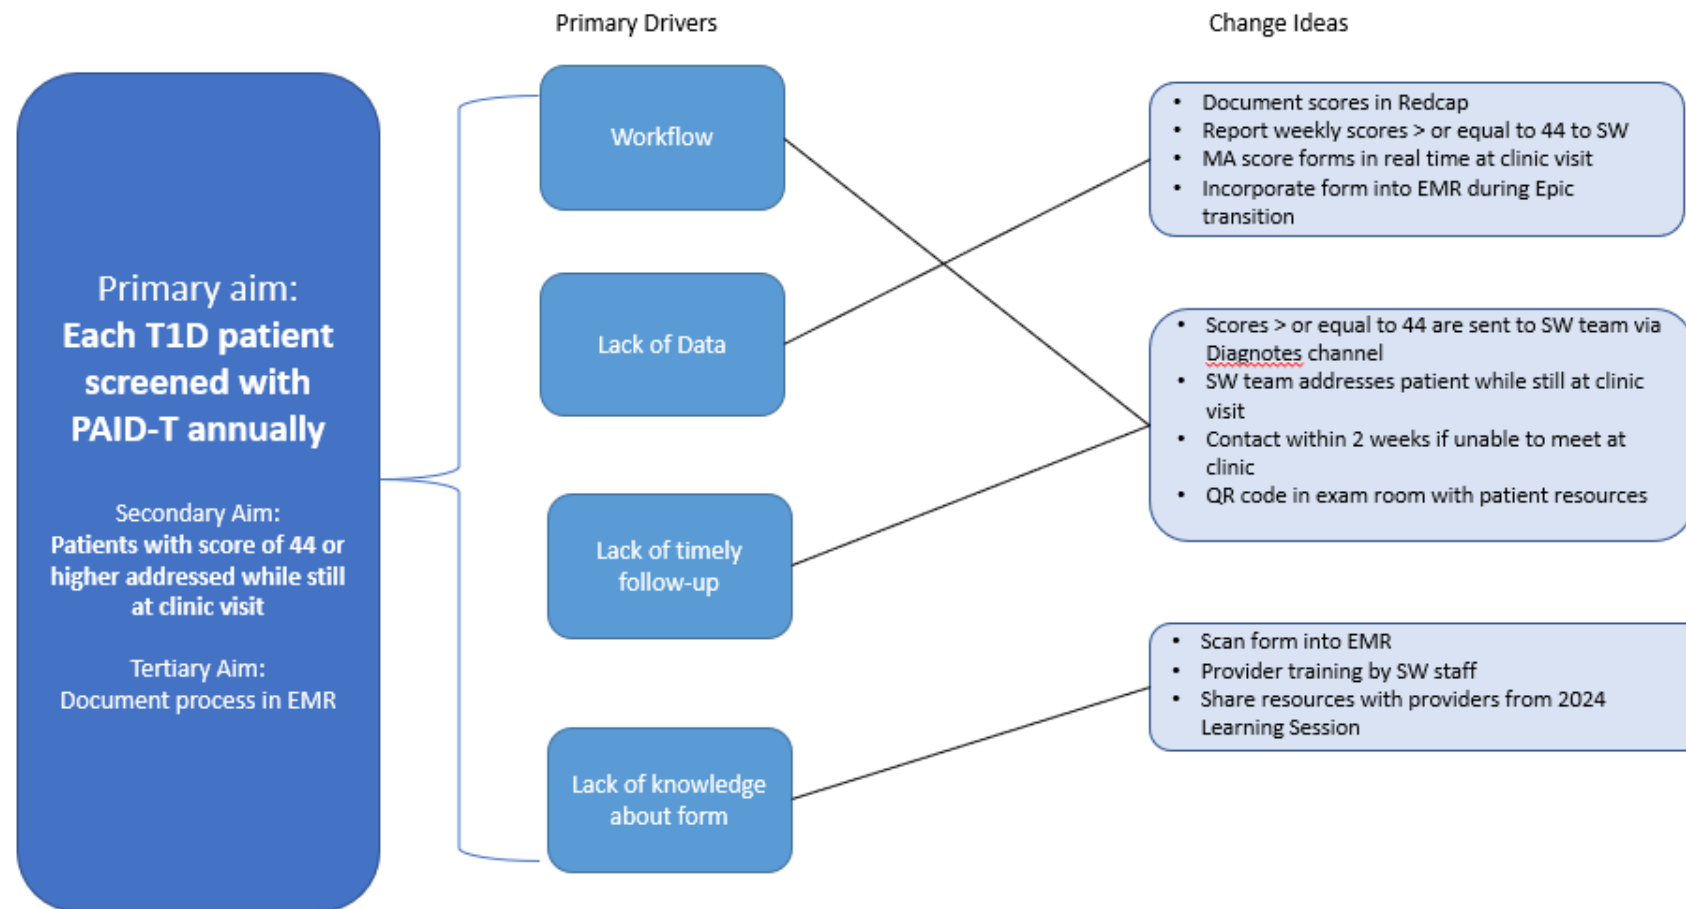 Primary Drivers
Change Ideas
Primary aim:
Each T1D patient
screened with
PAID-T annually
Secondary Aim:
Patients with score of 44 or
higher addressed while still
at clinic visit
Tertiary Aim:
Document process in EMR
Workflow
Lack of Data
Lack of timely
follow-up
Lack of knowledge
about form
• Document scores in Redcap
• Report weekly scores > or equal to 44 to SW
• MA score forms in real time at clinic visit
• Incorporate form into EMR during Epic
transition
• Scores > or equal to 44 are sent to SW team via
Diagnotes channel
• SW team addresses patient while still at clinic
visit
• Contact within 2 weeks if unable to meet at
clinic
• QR code in exam room with patient resources
• Scan form into EMR
• Provider training by SW staff
• Share resources with providers from 2024
Learning Session